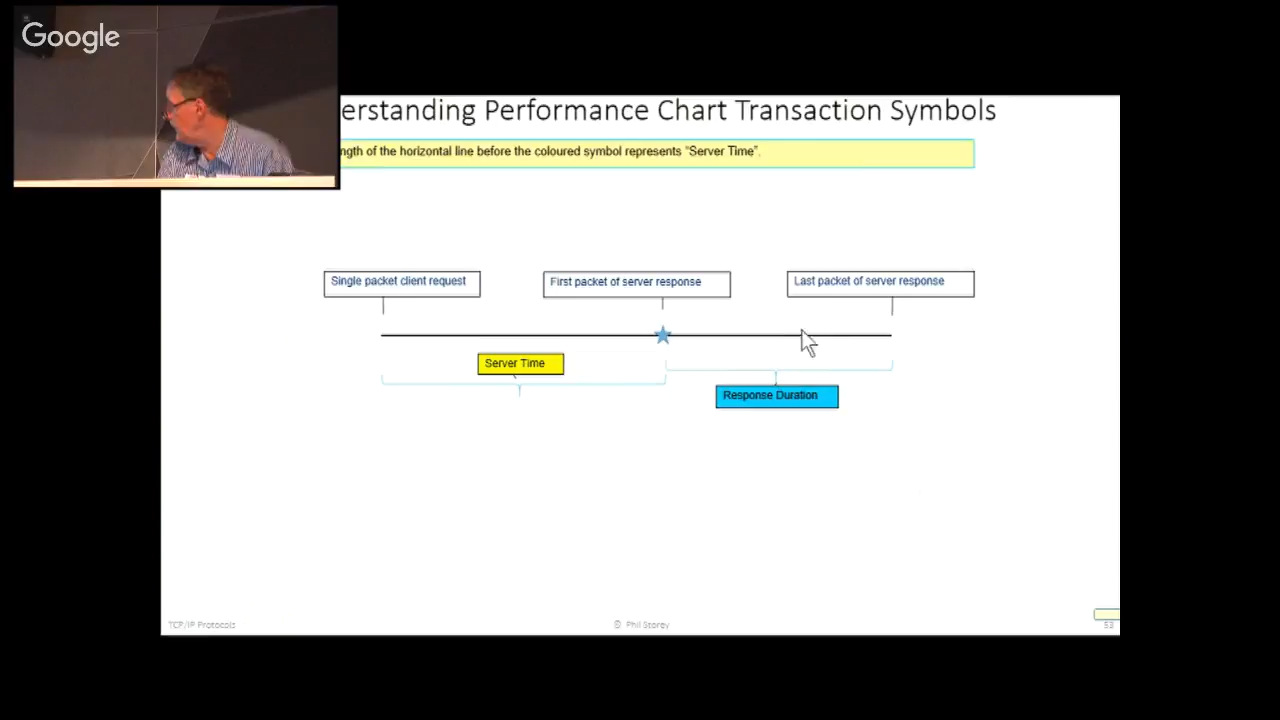 Google
erstanding Performance Chart Transaction Symbols
ngth of the horizontal line before the coloured symbol represents "Server Time".
Single packet client request
First packet of server response
Last packet of server response
Server Time
Response Duration
TCP/IP Protocols
© Phil Storey
53